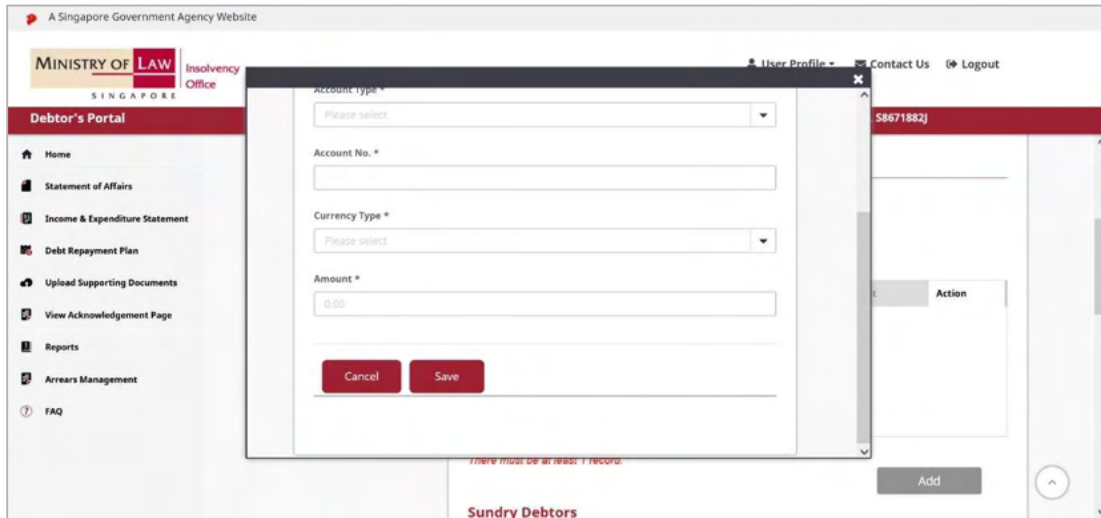 A Singapore Government Agency Website
MINISTRY OF LAW
SINGAPORE
Insolvency
Office
User Profile
Contact Us
Logout
Debtor's Portal
S8671882J
Home
Statement of Affairs
Income & Expenditure Statement
Debt Repayment Plan
Upload Supporting Documents
View Acknowledgement Page
Reports
Arrears Management
FAQ
Account Type *
Please select
Account No. *
Currency Type *
Please select
Amount *
0.00
Cancel
Save
Action
There must be at least 1 record.
Add
Sundry Debtors